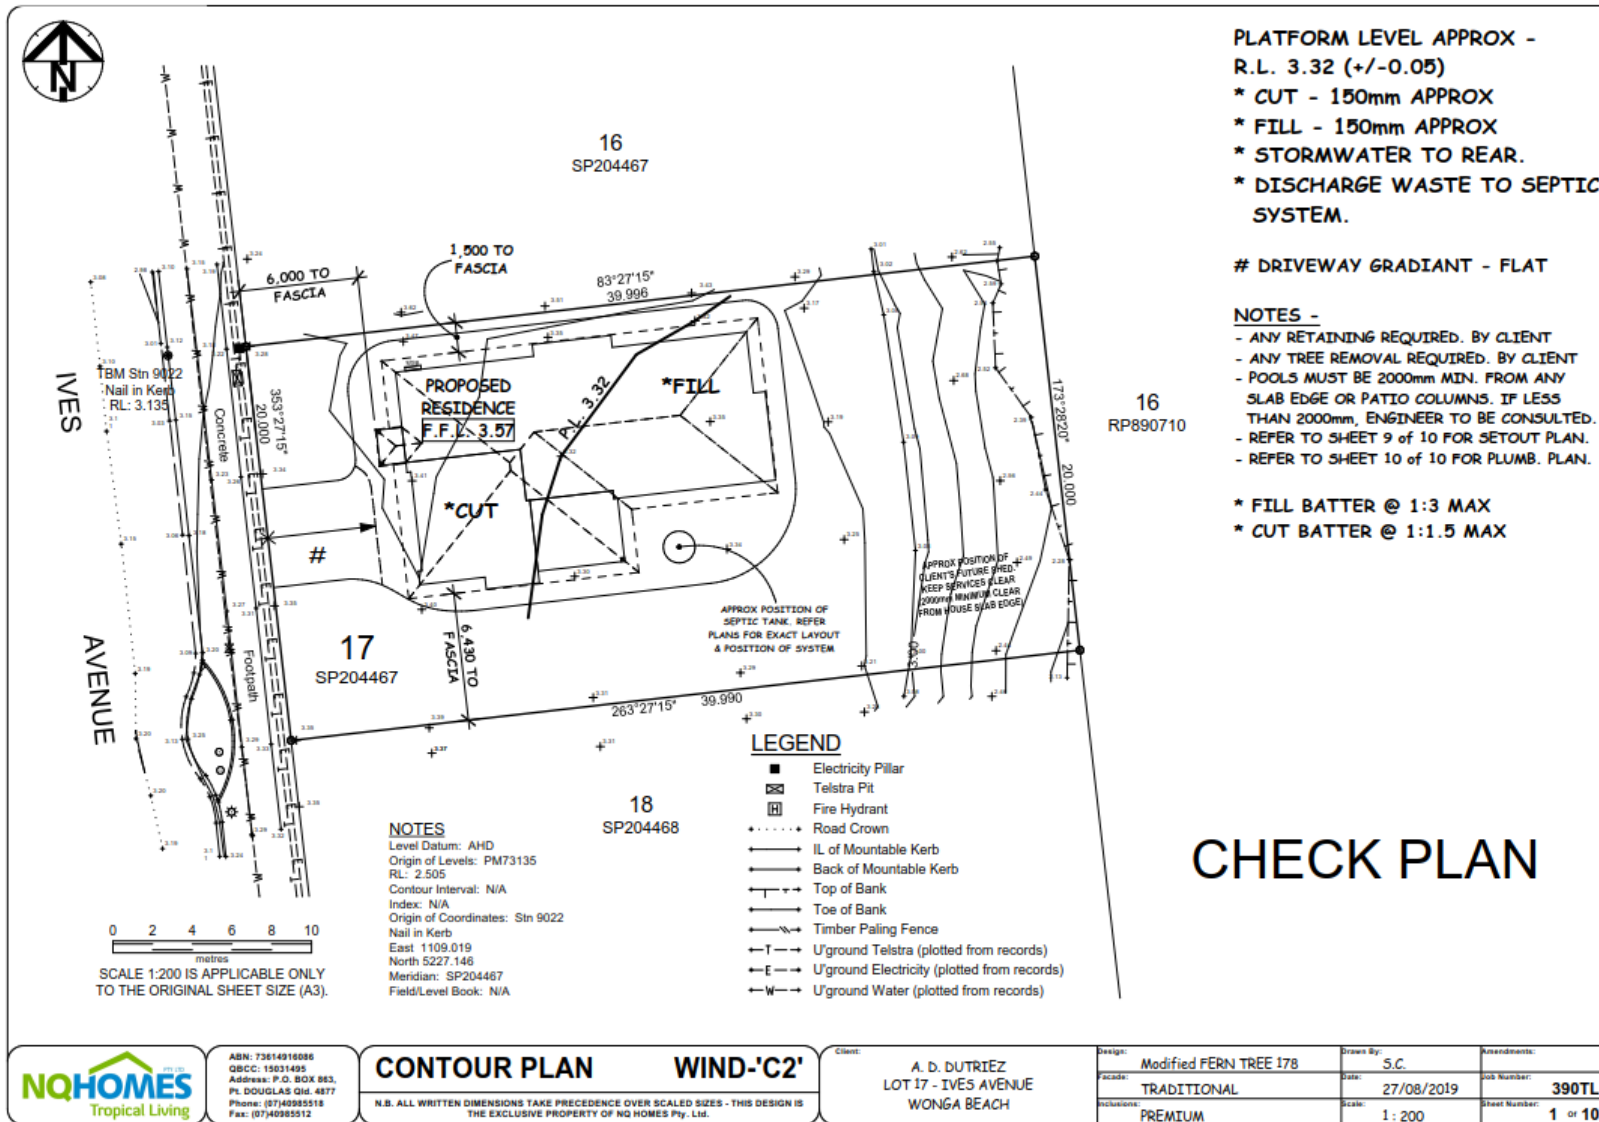 N
PLATFORM LEVEL APPROX -
R.L. 3.32 (+/-0.05)
* CUT - 150mm APPROX
* FILL - 150mm APPROX
* STORMWATER TO REAR.
* DISCHARGE WASTE TO SEPTIC
SYSTEM.
# DRIVEWAY GRADIANT - FLAT
NOTES -
- ANY RETAINING REQUIRED. BY CLIENT
- ANY TREE REMOVAL REQUIRED. BY CLIENT
- POOLS MUST BE 2000mm MIN. FROM ANY
SLAB EDGE OR PATIO COLUMNS. IF LESS
THAN 2000mm, ENGINEER TO BE CONSULTED.
- REFER TO SHEET 9 of 10 FOR SETOUT PLAN.
- REFER TO SHEET 10 of 10 FOR PLUMB. PLAN.
* FILL BATTER @ 1:3 MAX
* CUT BATTER @ 1:1.5 MAX
16
SP204467
1,500 TO
FASCIA
6,000 TO
FASCIA
83°27'15"
39.996
TBM Stn 9022
Nail in Kerb
RL: 3.135
IVES
AVENUE
Concrete
Footpath
353°27'15"
20.000
PROPOSED
RESIDENCE
F.F.L. 3.57
*FILL
P.L. 3.32
*CUT
#
173°28'20"
20.000
16
RP890710
APPROX POSITION OF
CLIENT'S FUTURE SHED.
KEEP SERVICES CLEAR
(2000mm MINIMUM CLEAR
FROM HOUSE SLAB EDGE)
APPROX POSITION OF
SEPTIC TANK. REFER
PLANS FOR EXACT LAYOUT
& POSITION OF SYSTEM
3.00
17
SP204467
6,430 TO
FASCIA
263°27'15"
39.990
18
SP204468
LEGEND
Electricity Pillar
Telstra Pit
H Fire Hydrant
Road Crown
IL of Mountable Kerb
Back of Mountable Kerb
Top of Bank
Toe of Bank
Timber Paling Fence
T U'ground Telstra (plotted from records)
E U'ground Electricity (plotted from records)
W U'ground Water (plotted from records)
NOTES
Level Datum: AHD
Origin of Levels: PM73135
RL: 2.505
Contour Interval: N/A
Index: N/A
Origin of Coordinates: Stn 9022
Nail in Kerb
East 1109.019
North 5227.146
Meridian: SP204467
Field/Level Book: N/A
0 2 4 6 8 10
metres
SCALE 1:200 IS APPLICABLE ONLY
TO THE ORIGINAL SHEET SIZE (A3).
CHECK PLAN
NQHOMES PTY LTD
Tropical Living
ABN: 73614916086
QBCC: 15031495
Address: P.O. BOX 863,
Pt. DOUGLAS Qld. 4877
Phone: (07)40985518
Fax: (07)40985512
CONTOUR PLAN WIND-'C2'
N.B. ALL WRITTEN DIMENSIONS TAKE PRECEDENCE OVER SCALED SIZES - THIS DESIGN IS
THE EXCLUSIVE PROPERTY OF NQ HOMES Pty. Ltd.
Client:
A. D. DUTRIEZ
LOT 17 - IVES AVENUE
WONGA BEACH
Design: Modified FERN TREE 178
Facade: TRADITIONAL
Inclusions: PREMIUM
Drawn By: S.C.
Date: 27/08/2019
Scale: 1 : 200
Amendments:
Job Number: 390TL
Sheet Number: 1 of 10